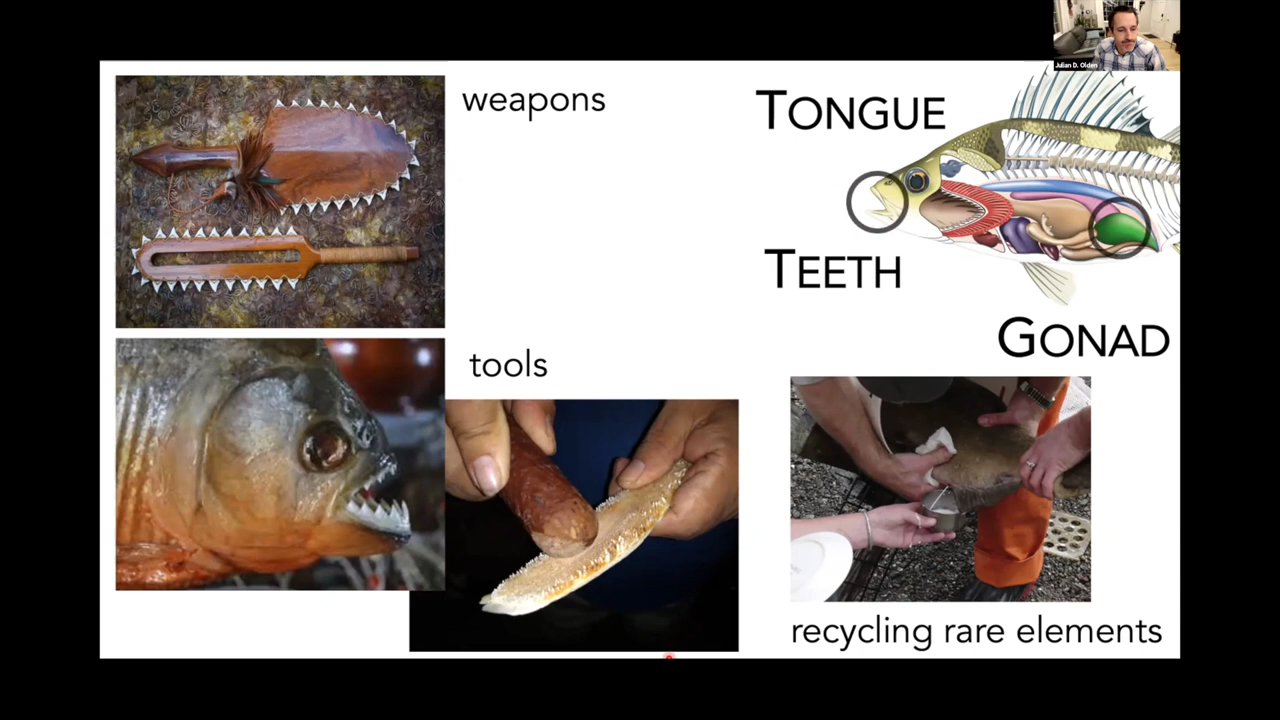 Julian D. Olden
weapons
TONGUE
TEETH
GONAD
tools
recycling rare elements